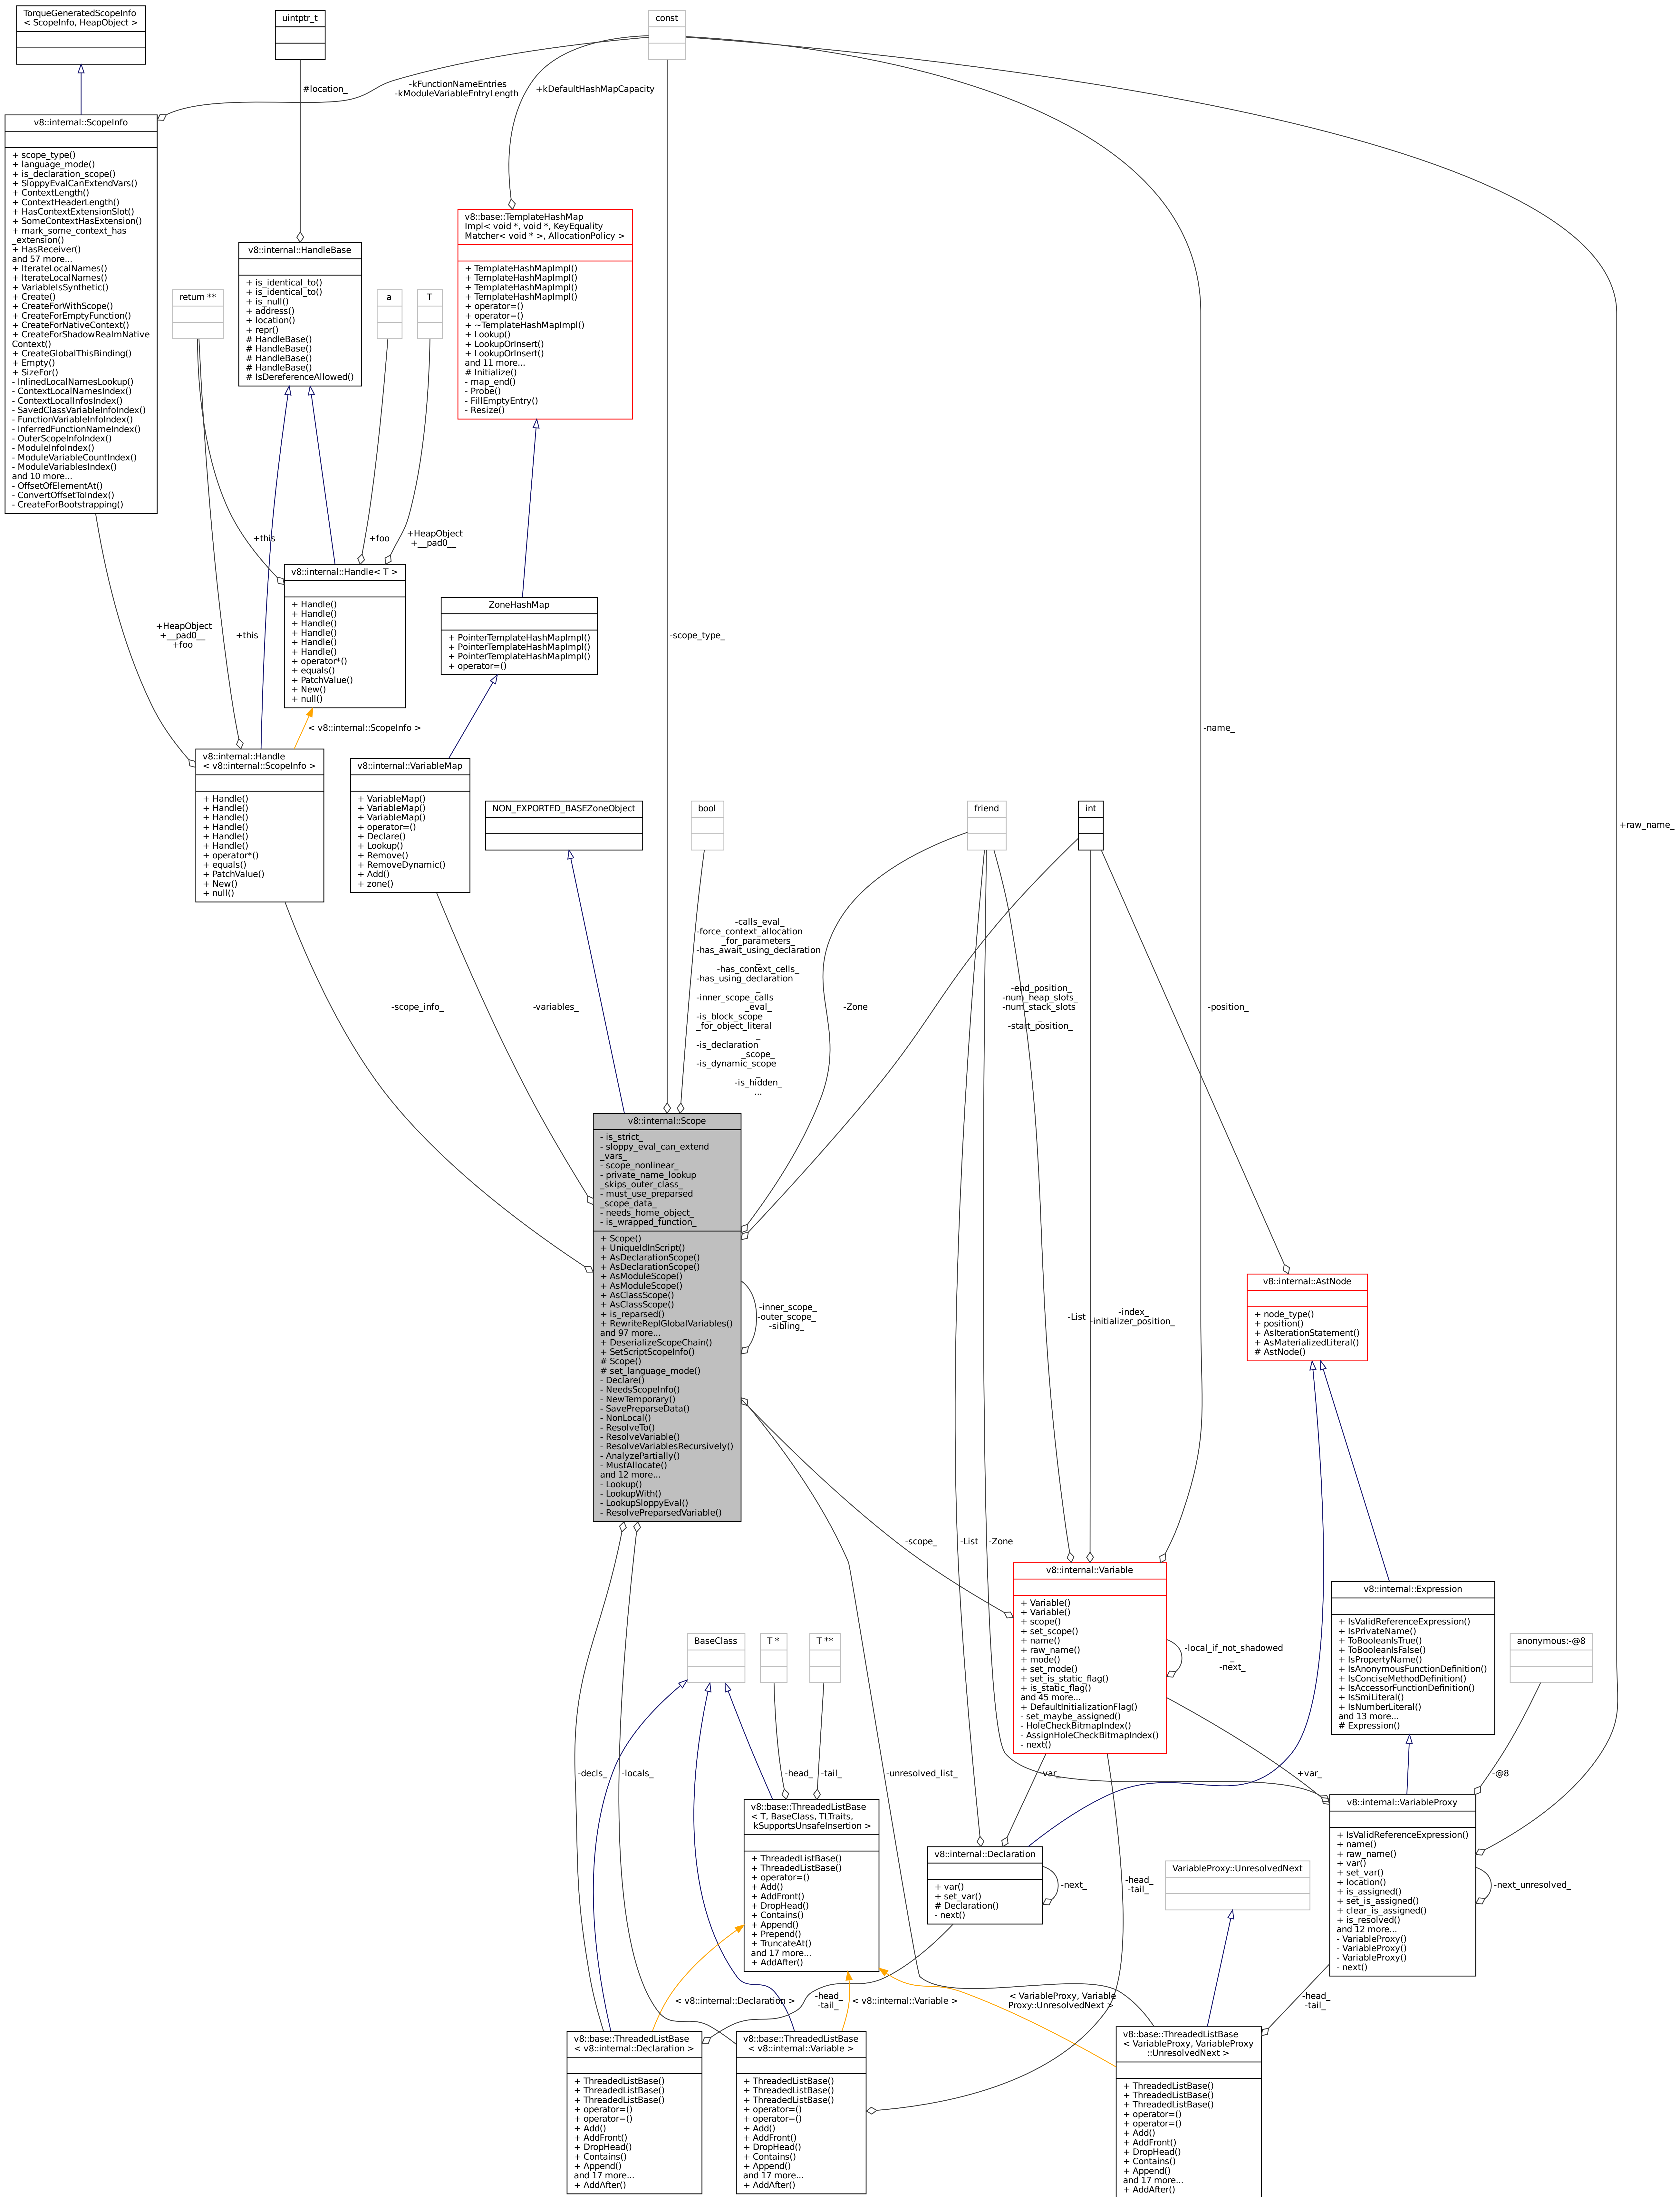 TorqueGeneratedScopeInfo
< ScopeInfo, HeapObject >
uintptr_t
const
#location_
-kFunctionNameEntries
-kModuleVariableEntryLength
+kDefaultHashMapCapacity
v8::internal::ScopeInfo
+ scope_type()
+ language_mode()
+ is_declaration_scope()
+ SloppyEvalCanExtendVars()
+ ContextLength()
+ ContextHeaderLength()
+ HasContextExtensionSlot()
+ SomeContextHasExtension()
+ mark_some_context_has
_extension()
+ HasReceiver()
and 57 more...
+ IterateLocalNames()
+ IterateLocalNames()
+ VariableIsSynthetic()
+ Create()
+ CreateForWithScope()
+ CreateForEmptyFunction()
+ CreateForNativeContext()
+ CreateForShadowRealmNative
Context()
+ CreateGlobalThisBinding()
+ Empty()
+ SizeFor()
- InlinedLocalNamesLookup()
- ContextLocalNamesIndex()
- ContextLocalInfosIndex()
- SavedClassVariableInfoIndex()
- FunctionVariableInfoIndex()
- InferredFunctionNameIndex()
- OuterScopeInfoIndex()
- ModuleInfoIndex()
- ModuleVariableCountIndex()
- ModuleVariablesIndex()
and 10 more...
- OffsetOfElementAt()
- ConvertOffsetToIndex()
- CreateForBootstrapping()
v8::internal::HandleBase
+ is_identical_to()
+ is_identical_to()
+ is_null()
+ address()
+ location()
+ repr()
# HandleBase()
# HandleBase()
# HandleBase()
# HandleBase()
# IsDereferenceAllowed()
v8::base::TemplateHashMap
Impl< void *, void *, KeyEquality
Matcher< void * >, AllocationPolicy >
+ TemplateHashMapImpl()
+ TemplateHashMapImpl()
+ TemplateHashMapImpl()
+ TemplateHashMapImpl()
+ operator=()
+ operator=()
+ ~TemplateHashMapImpl()
+ Lookup()
+ LookupOrInsert()
+ LookupOrInsert()
and 11 more...
# Initialize()
- map_end()
- Probe()
- FillEmptyEntry()
- Resize()
return **
a
T
+this
+foo
+HeapObject
+__pad0__
v8::internal::Handle< T >
+ Handle()
+ Handle()
+ Handle()
+ Handle()
+ Handle()
+ Handle()
+ operator*()
+ equals()
+ PatchValue()
+ New()
+ null()
ZoneHashMap
+ PointerTemplateHashMapImpl()
+ PointerTemplateHashMapImpl()
+ PointerTemplateHashMapImpl()
+ operator=()
+HeapObject
+__pad0__
+foo
+this
-scope_type_
-name_
+raw_name_
< v8::internal::ScopeInfo >
v8::internal::Handle
< v8::internal::ScopeInfo >
+ Handle()
+ Handle()
+ Handle()
+ Handle()
+ Handle()
+ Handle()
+ operator*()
+ equals()
+ PatchValue()
+ New()
+ null()
v8::internal::VariableMap
+ VariableMap()
+ VariableMap()
+ VariableMap()
+ operator=()
+ Declare()
+ Lookup()
+ Remove()
+ RemoveDynamic()
+ Add()
+ zone()
NON_EXPORTED_BASEZoneObject
bool
friend
int
-scope_info_
-variables_
-calls_eval_
-force_context_allocation
_for_parameters_
-has_await_using_declaration
_
-has_context_cells_
-has_using_declaration
_
-inner_scope_calls
_eval_
-is_block_scope
_for_object_literal
_
-is_declaration
_scope_
-is_dynamic_scope
_
-is_hidden_
...
-Zone
-end_position_
-num_heap_slots_
-num_stack_slots
_
-start_position_
-position_
v8::internal::Scope
- is_strict_
- sloppy_eval_can_extend
_vars_
- scope_nonlinear_
- private_name_lookup
_skips_outer_class_
- must_use_preparsed
_scope_data_
- needs_home_object_
- is_wrapped_function_
+ Scope()
+ UniqueIdInScript()
+ AsDeclarationScope()
+ AsDeclarationScope()
+ AsModuleScope()
+ AsModuleScope()
+ AsClassScope()
+ AsClassScope()
+ is_reparsed()
+ RewriteReplGlobalVariables()
and 97 more...
+ DeserializeScopeChain()
+ SetScriptScopeInfo()
# Scope()
# set_language_mode()
- Declare()
- NeedsScopeInfo()
- NewTemporary()
- SavePreparseData()
- NonLocal()
- ResolveTo()
- ResolveVariable()
- ResolveVariablesRecursively()
- AnalyzePartially()
- MustAllocate()
and 12 more...
- Lookup()
- LookupWith()
- LookupSloppyEval()
- ResolvePreparsedVariable()
-inner_scope_
-outer_scope_
-sibling_
-List
-index_
-initializer_position_
v8::internal::AstNode
+ node_type()
+ position()
+ AsIterationStatement()
+ AsMaterializedLiteral()
# AstNode()
-scope_
-List
-Zone
v8::internal::Variable
+ Variable()
+ Variable()
+ scope()
+ set_scope()
+ name()
+ raw_name()
+ mode()
+ set_mode()
+ set_is_static_flag()
+ is_static_flag()
and 45 more...
+ DefaultInitializationFlag()
- set_maybe_assigned()
- HoleCheckBitmapIndex()
- AssignHoleCheckBitmapIndex()
- next()
-local_if_not_shadowed
_
-next_
v8::internal::Expression
+ IsValidReferenceExpression()
+ IsPrivateName()
+ ToBooleanIsTrue()
+ ToBooleanIsFalse()
+ IsPropertyName()
+ IsAnonymousFunctionDefinition()
+ IsConciseMethodDefinition()
+ IsAccessorFunctionDefinition()
+ IsSmiLiteral()
+ IsNumberLiteral()
and 13 more...
# Expression()
anonymous:-@8
BaseClass
T *
T **
-decls_
-locals_
-head_
-tail_
-unresolved_list_
-var_
+var_
-@8
v8::base::ThreadedListBase
< T, BaseClass, TLTraits,
kSupportsUnsafeInsertion >
+ ThreadedListBase()
+ ThreadedListBase()
+ operator=()
+ Add()
+ AddFront()
+ DropHead()
+ Contains()
+ Append()
+ Prepend()
+ TruncateAt()
and 17 more...
+ AddAfter()
v8::internal::Declaration
+ var()
+ set_var()
# Declaration()
- next()
-next_
-head_
-tail_
VariableProxy::UnresolvedNext
v8::internal::VariableProxy
+ IsValidReferenceExpression()
+ name()
+ raw_name()
+ var()
+ set_var()
+ location()
+ is_assigned()
+ set_is_assigned()
+ clear_is_assigned()
+ is_resolved()
and 12 more...
- VariableProxy()
- VariableProxy()
- VariableProxy()
- next()
-next_unresolved_
< v8::internal::Declaration >
-head_
-tail_
< v8::internal::Variable >
< VariableProxy, Variable
Proxy::UnresolvedNext >
-head_
-tail_
v8::base::ThreadedListBase
< v8::internal::Declaration >
+ ThreadedListBase()
+ ThreadedListBase()
+ ThreadedListBase()
+ operator=()
+ operator=()
+ Add()
+ AddFront()
+ DropHead()
+ Contains()
+ Append()
and 17 more...
+ AddAfter()
v8::base::ThreadedListBase
< v8::internal::Variable >
+ ThreadedListBase()
+ ThreadedListBase()
+ ThreadedListBase()
+ operator=()
+ operator=()
+ Add()
+ AddFront()
+ DropHead()
+ Contains()
+ Append()
and 17 more...
+ AddAfter()
v8::base::ThreadedListBase
< VariableProxy, VariableProxy
::UnresolvedNext >
+ ThreadedListBase()
+ ThreadedListBase()
+ ThreadedListBase()
+ operator=()
+ operator=()
+ Add()
+ AddFront()
+ DropHead()
+ Contains()
+ Append()
and 17 more...
+ AddAfter()